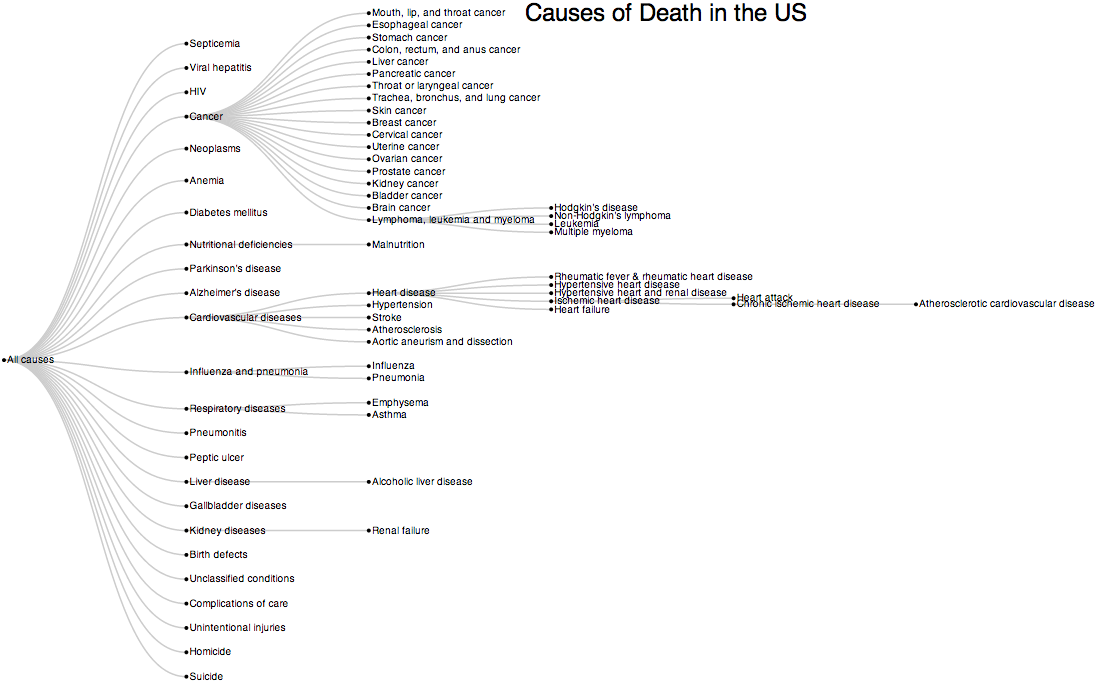 Causes of Death in the US
All causes
Septicemia
Viral hepatitis
HIV
Cancer
Mouth, lip, and throat cancer
Esophageal cancer
Stomach cancer
Colon, rectum, and anus cancer
Liver cancer
Pancreatic cancer
Throat or laryngeal cancer
Trachea, bronchus, and lung cancer
Skin cancer
Breast cancer
Cervical cancer
Uterine cancer
Ovarian cancer
Prostate cancer
Kidney cancer
Bladder cancer
Brain cancer
Lymphoma, leukemia and myeloma
Hodgkin's disease
Non-Hodgkin's lymphoma
Leukemia
Multiple myeloma
Neoplasms
Anemia
Diabetes mellitus
Nutritional deficiencies
Malnutrition
Parkinson's disease
Alzheimer's disease
Cardiovascular diseases
Heart disease
Rheumatic fever & rheumatic heart disease
Hypertensive heart disease
Hypertensive heart and renal disease
Ischemic heart disease
Heart attack
Chronic ischemic heart disease
Atherosclerotic cardiovascular disease
Heart failure
Hypertension
Stroke
Atherosclerosis
Aortic aneurism and dissection
Influenza and pneumonia
Influenza
Pneumonia
Respiratory diseases
Emphysema
Asthma
Pneumonitis
Peptic ulcer
Liver disease
Alcoholic liver disease
Gallbladder diseases
Kidney diseases
Renal failure
Birth defects
Unclassified conditions
Complications of care
Unintentional injuries
Homicide
Suicide